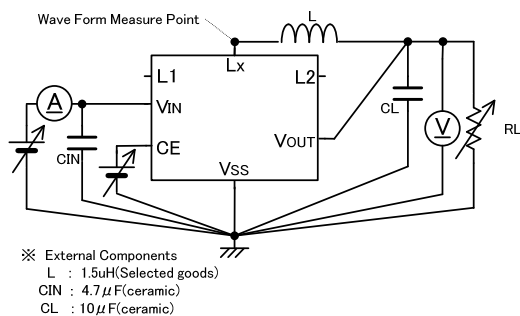 Wave Form Measure Point
L
Lx
L1
L2
A
VIN
CL
CIN
CE
VOUT
V
RL
VSS
※ External Components
L : 1.5uH(Selected goods)
CIN : 4.7μF(ceramic)
CL : 10μF(ceramic)